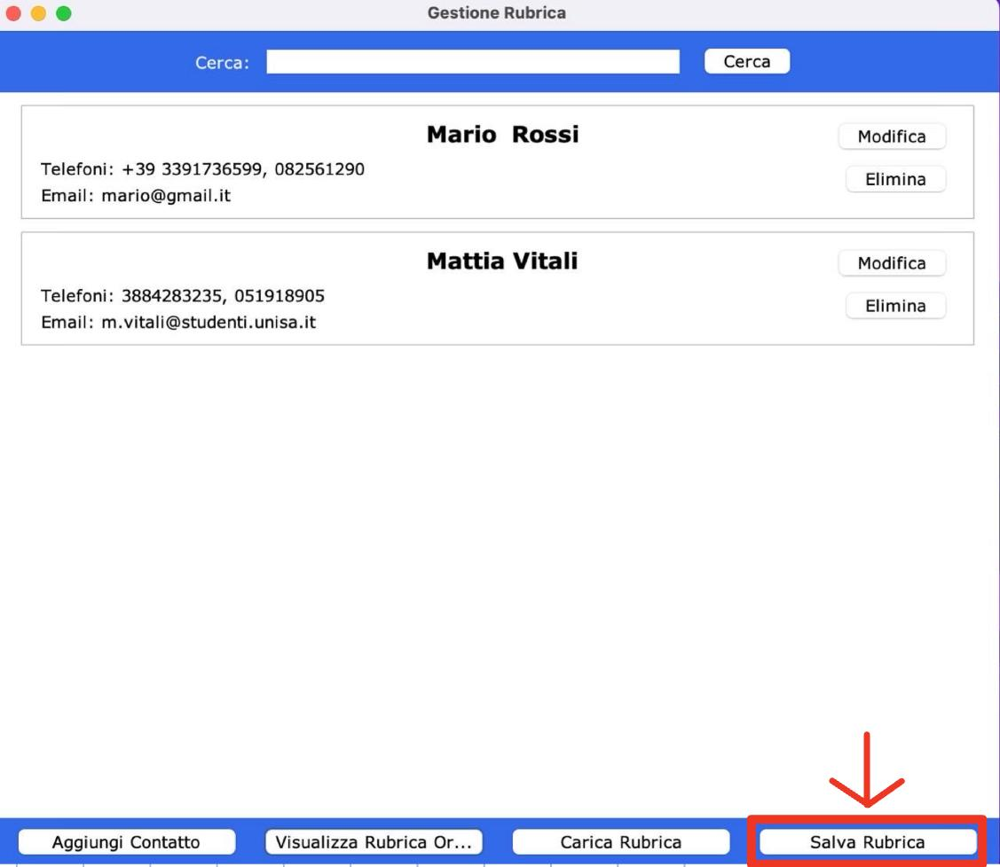 Gestione Rubrica
Cerca: Cerca
Mario Rossi
Modifica
Telefoni: +39 3391736599, 082561290
Elimina
Email: mario@gmail.it
Mattia Vitali
Modifica
Telefoni: 3884283235, 051918905
Elimina
Email: m.vitali@studenti.unisa.it
Aggiungi Contatto Visualizza Rubrica Or... Carica Rubrica Salva Rubrica